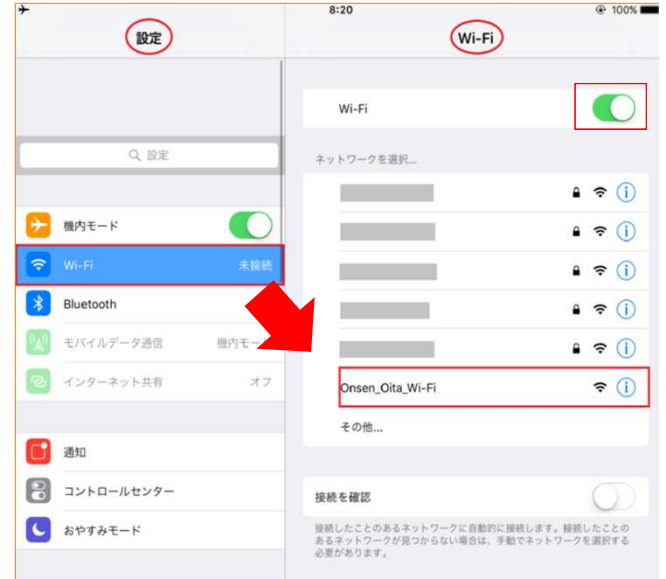 8:20
100%
設定
Wi-Fi
Wi-Fi
設定
ネットワークを選択...
機内モード
Wi-Fi 未接続
Bluetooth
モバイルデータ通信 機内モード
インターネット共有 オフ
Onsen_Oita_Wi-Fi
その他...
通知
コントロールセンター
おやすみモード
接続を確認
接続したことのあるネットワークに自動的に接続します。接続したことの
あるネットワークが見つからない場合は、手動でネットワークを選択する
必要があります。